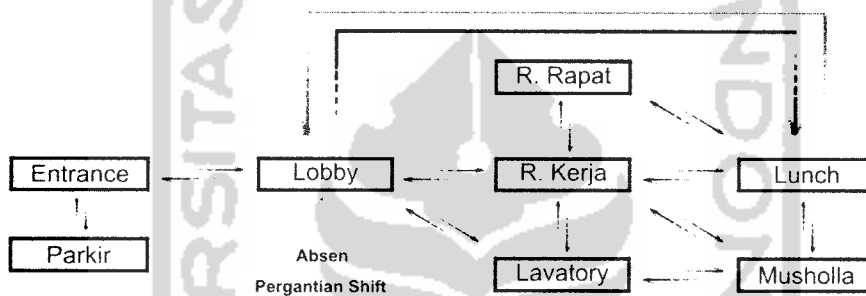 R. Rapat
Entrance
Lobby
R. Kerja
Lunch
Parkir
Absen
Pergantian Shift
Lavatory
Musholla